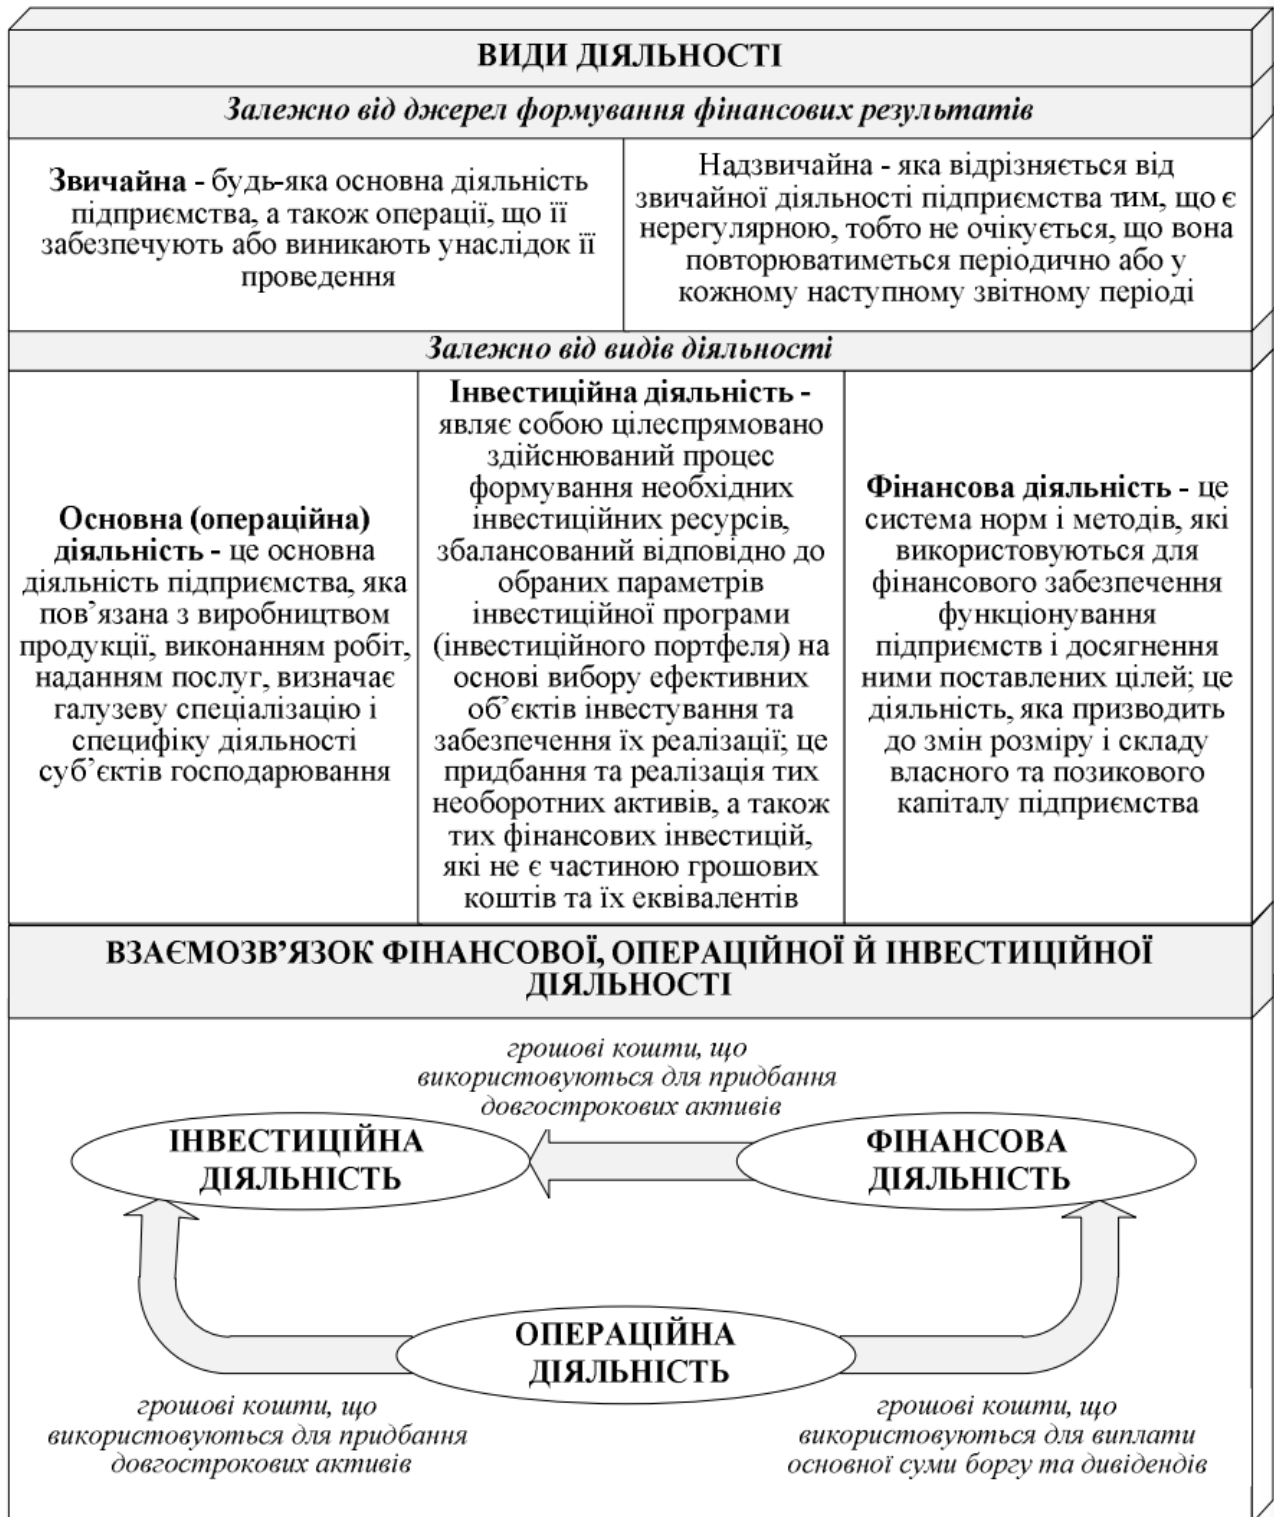 ВИДИ ДІЯЛЬНОСТІ
Залежно від джерел формування фінансових результатів
Звичайна - будь-яка основна діяльність
підприємства, а також операції, що її
забезпечують або виникають унаслідок її
проведення
Надзвичайна - яка відрізняється від
звичайної діяльності підприємства тим, що є
нерегулярною, тобто не очікується, що вона
повторюватиметься періодично або у
кожному наступному звітному періоді
Залежно від видів діяльності
Основна (операційна)
діяльність - це основна
діяльність підприємства, яка
пов’язана з виробництвом
продукції, виконанням робіт,
наданням послуг, визначає
галузеву спеціалізацію і
специфіку діяльності
суб’єктів господарювання
Інвестиційна діяльність -
являє собою цілеспрямовано
здійснюваний процес
формування необхідних
інвестиційних ресурсів,
збалансований відповідно до
обраних параметрів
інвестиційної програми
(інвестиційного портфеля) на
основі вибору ефективних
об’єктів інвестування та
забезпечення їх реалізації; це
придбання та реалізація тих
необоротних активів, а також
тих фінансових інвестицій,
які не є частиною грошових
коштів та їх еквівалентів
Фінансова діяльність - це
система норм і методів, які
використовуються для
фінансового забезпечення
функціонування
підприємств і досягнення
ними поставлених цілей; це
діяльність, яка призводить
до змін розміру і складу
власного та позикового
капіталу підприємства
ВЗАЄМОЗВ’ЯЗОК ФІНАНСОВОЇ, ОПЕРАЦІЙНОЇ Й ІНВЕСТИЦІЙНОЇ
ДІЯЛЬНОСТІ
грошові кошти, що
використовуються для придбання
довгострокових активів
ІНВЕСТИЦІЙНА
ДІЯЛЬНІСТЬ
ФІНАНСОВА
ДІЯЛЬНІСТЬ
ОПЕРАЦІЙНА
ДІЯЛЬНІСТЬ
грошові кошти, що
використовуються для придбання
довгострокових активів
грошові кошти, що
використовуються для виплати
основної суми боргу та дивідендів